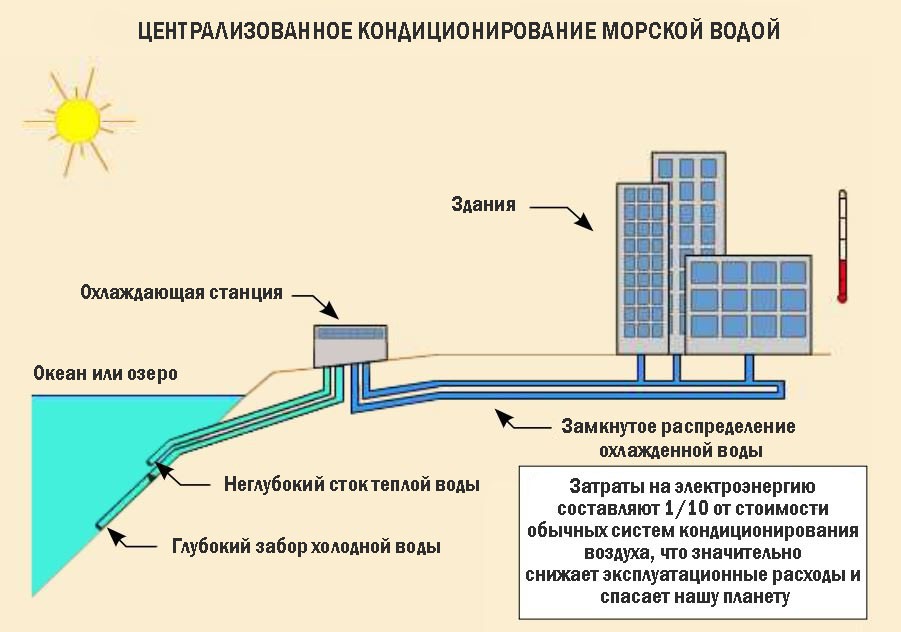 ЦЕНТРАЛИЗОВАННОЕ КОНДИЦИОНИРОВАНИЕ МОРСКОЙ ВОДОЙ
Здания
Охлаждающая станция
Океан или озеро
Замкнутое распределение
охлажденной воды
Неглубокий сток теплой воды
Глубокий забор холодной воды
Затраты на электроэнергию
составляют 1/10 от стоимости
обычных систем кондиционирования
воздуха, что значительно
снижает эксплуатационные расходы и
спасает нашу планету